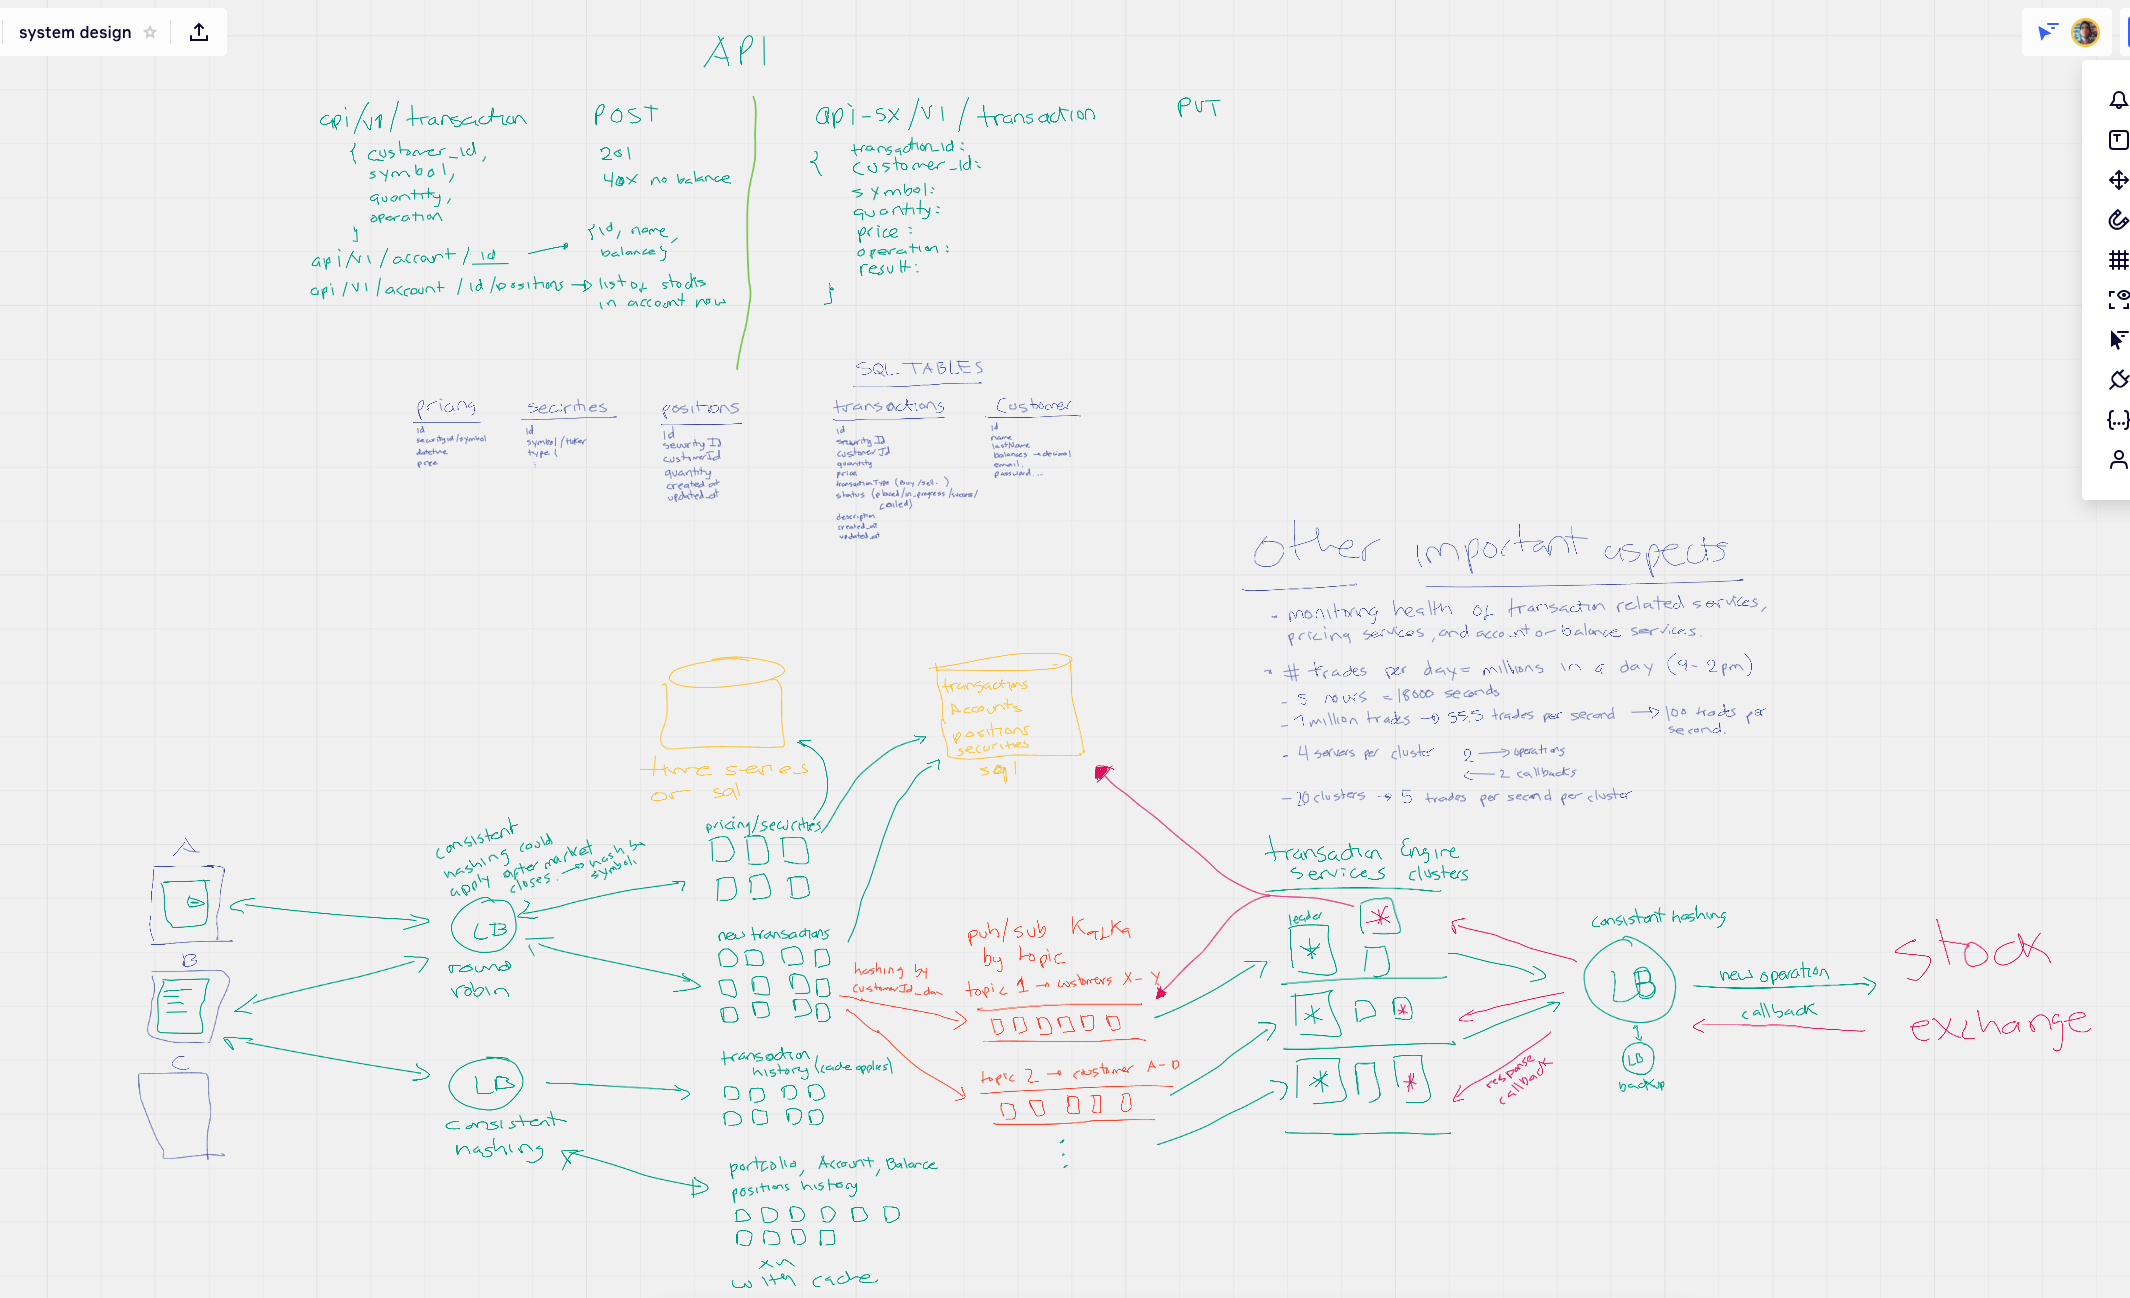 system design
API
api/v1/transaction
POST
{ customer_id,
symbol,
quantity,
operation
}
201
40x no balance
api/v1/account/id
{id, name,
balance}
api/v1/account/id/positions
list of stocks
in account now
api-sx/v1/transaction
PUT
{ transaction_id:
customer_id:
symbol:
quantity:
price:
operation:
result:
}
SQL TABLES
pricing
id
securityid/symbol
datetime
price
securities
id
symbol/ticker
type
positions
id
security ID
customerId
quantity
created_at
updated_at
transactions
id
security ID
customerId
quantity
price
transactionType (buy/sell..)
status (placed/in_progress/success/
failed)
description
created_at
updated_at
Customer
id
name
lastName
balances → decimal
email
password...
Other important aspects
- monitoring health of transaction related services,
pricing services, and account or balance services.
- # trades per day = millions in a day (9-2pm)
- 5 hours = 18000 seconds
- 1 million trades → 55.5 trades per second → 100 trades per
second.
- 4 servers per cluster
2 → operations
← 2 callbacks
- 20 clusters → 5 trades per second per cluster
transactions
Accounts
positions
securities
sql
time series
or sql
A
B
C
consistent
hashing could
apply after market
closes. → hash by
symbol.
LB
round
robin
LB
consistent
hashing
pricing/securities
new transactions
hashing by
customerId
transaction
history (cache applies)
portfolio, Account, Balance
positions history
xn
with cache
pub/sub Kafka
by topic
topic 1 → customers X-Y
topic 2 → customer A-D
transaction Engine
services clusters
leader
*
*
*
*
*
*
response
callback
consistent hashing
LB
LB
backup
new operation
callback
stock
exchange